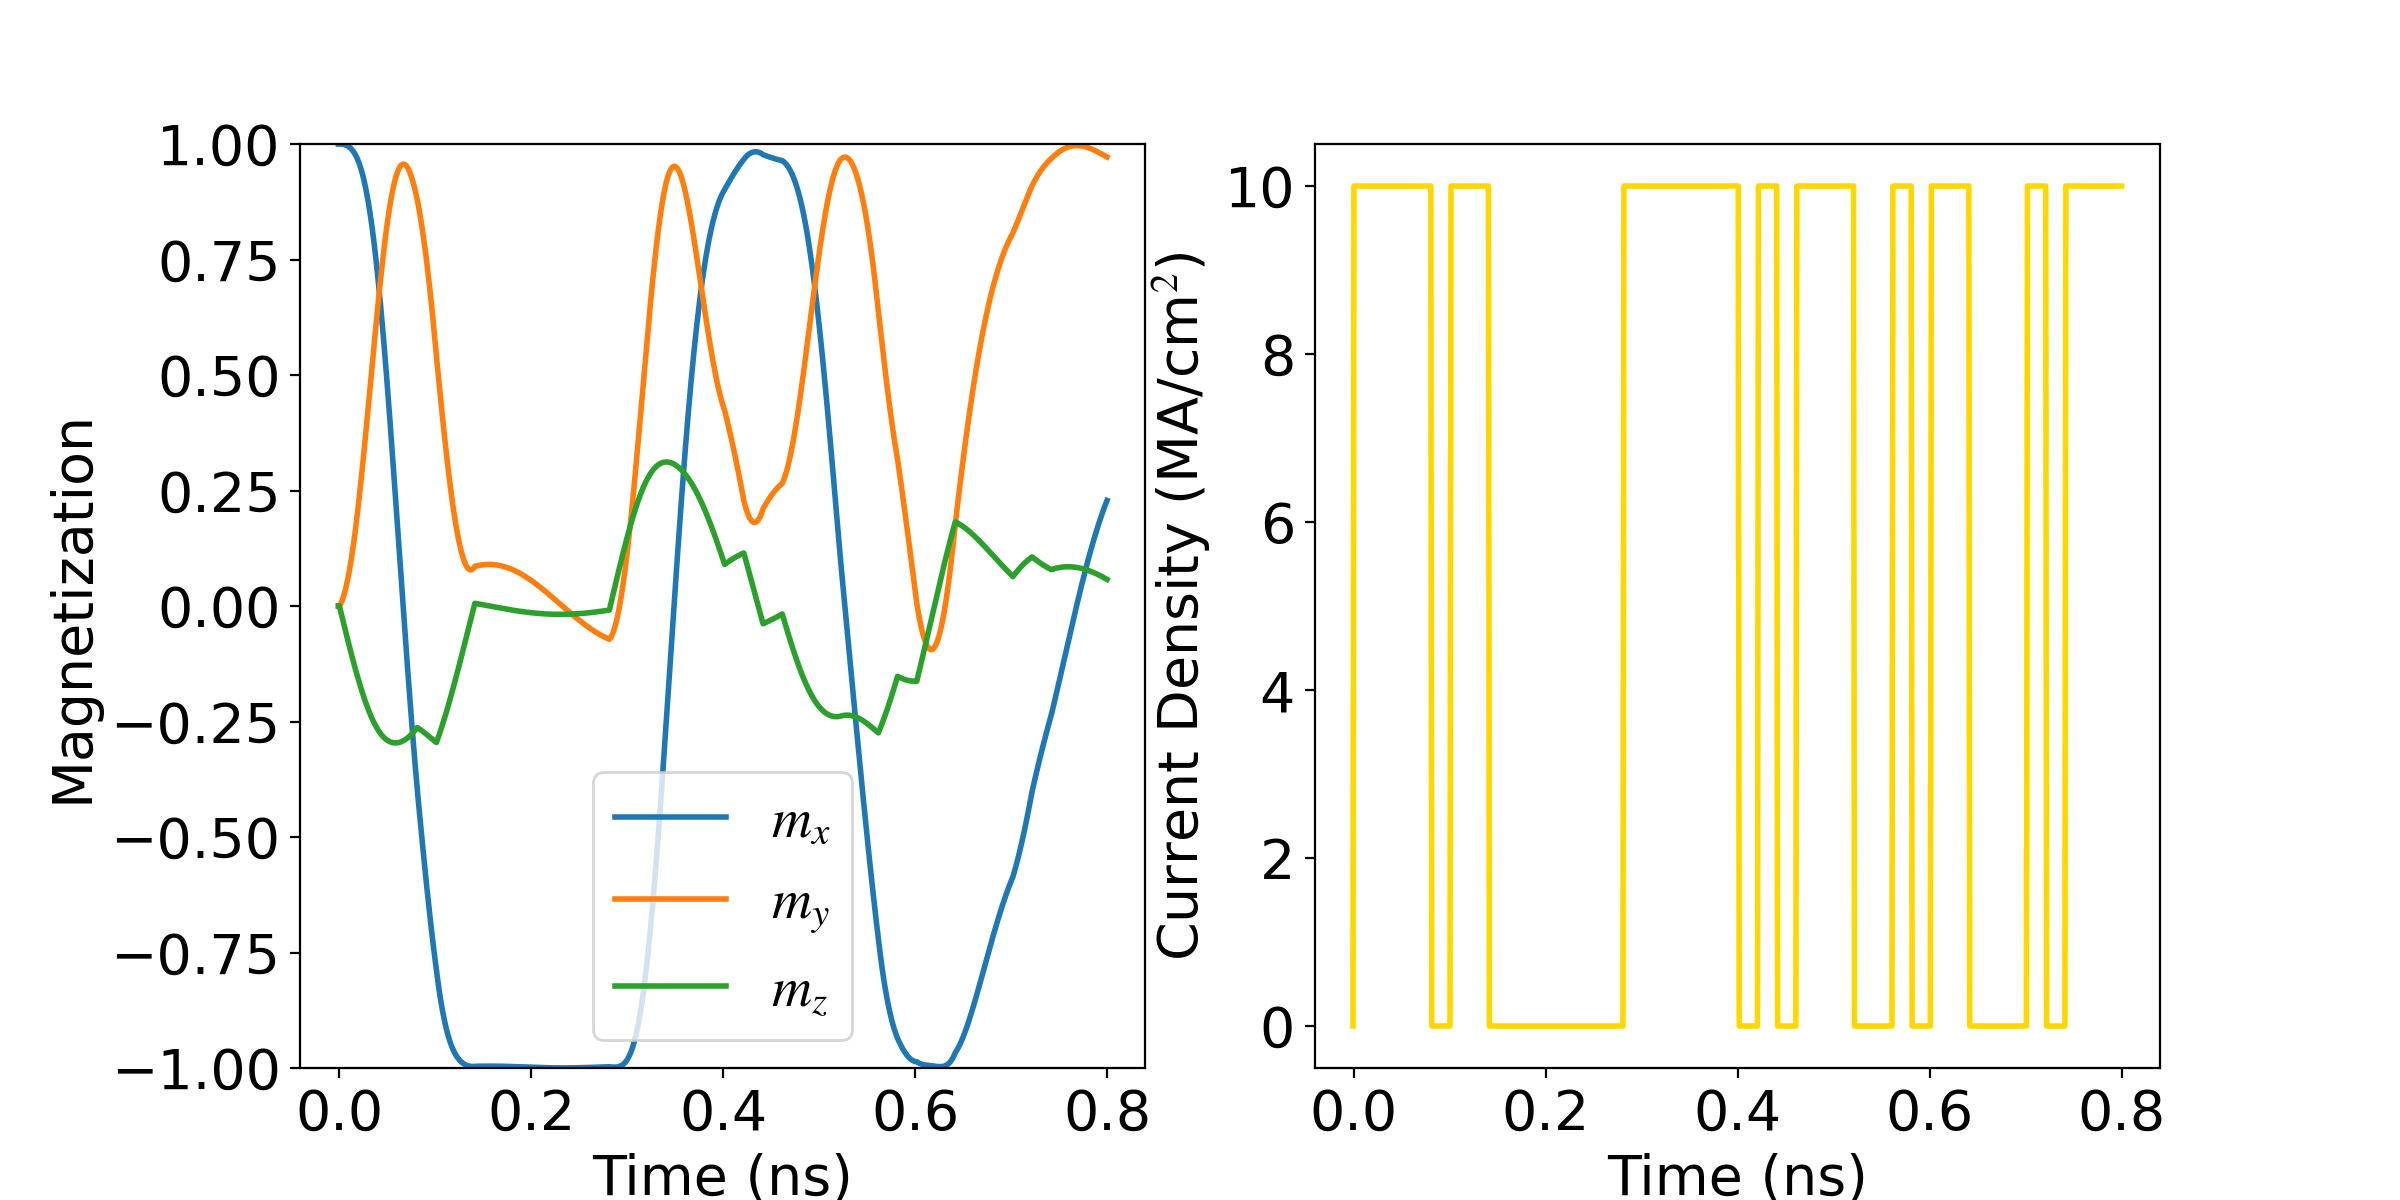 Magnetization
1.00
0.75
0.50
0.25
0.00
−0.25
−0.50
−0.75
−1.00
0.0 0.2 0.4 0.6 0.8
Time (ns)
m_x
m_y
m_z
Current Density (MA/cm²)
10
8
6
4
2
0
0.0 0.2 0.4 0.6 0.8
Time (ns)